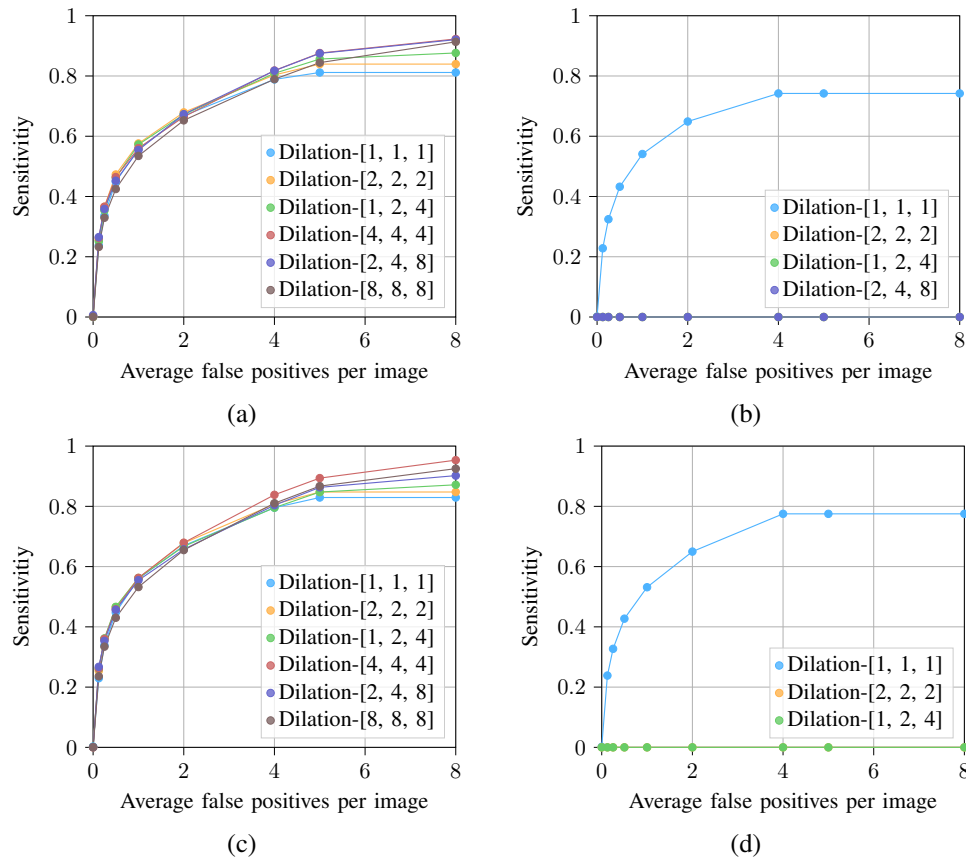 1
0.8
0.6
0.4
0.2
0
0 2 4 6 8
Sensitivitiy
Average false positives per image
Dilation-[1, 1, 1]
Dilation-[2, 2, 2]
Dilation-[1, 2, 4]
Dilation-[4, 4, 4]
Dilation-[2, 4, 8]
Dilation-[8, 8, 8]
(a)
1
0.8
0.6
0.4
0.2
0
0 2 4 6 8
Sensitivitiy
Average false positives per image
Dilation-[1, 1, 1]
Dilation-[2, 2, 2]
Dilation-[1, 2, 4]
Dilation-[2, 4, 8]
(b)
1
0.8
0.6
0.4
0.2
0
0 2 4 6 8
Sensitivitiy
Average false positives per image
Dilation-[1, 1, 1]
Dilation-[2, 2, 2]
Dilation-[1, 2, 4]
Dilation-[4, 4, 4]
Dilation-[2, 4, 8]
Dilation-[8, 8, 8]
(c)
1
0.8
0.6
0.4
0.2
0
0 2 4 6 8
Sensitivitiy
Average false positives per image
Dilation-[1, 1, 1]
Dilation-[2, 2, 2]
Dilation-[1, 2, 4]
(d)